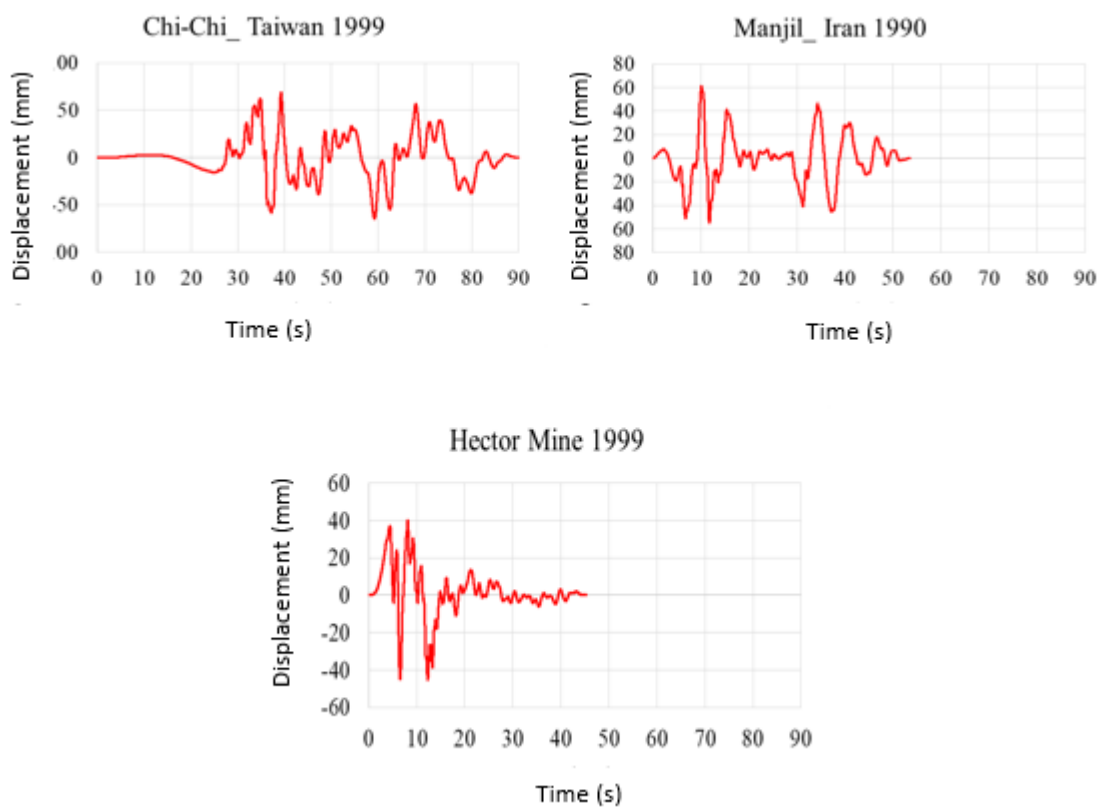 Chi-Chi_ Taiwan 1999
Displacement (mm)
00
50
0
.50
.00
0 10 20 30 40 50 60 70 80 90
Time (s)
Manjil_ Iran 1990
Displacement (mm)
80
60
40
20
0
20
40
60
80
0 10 20 30 40 50 60 70 80 90
Time (s)
Hector Mine 1999
Displacement (mm)
60
40
20
0
-20
-40
-60
0 10 20 30 40 50 60 70 80 90
Time (s)